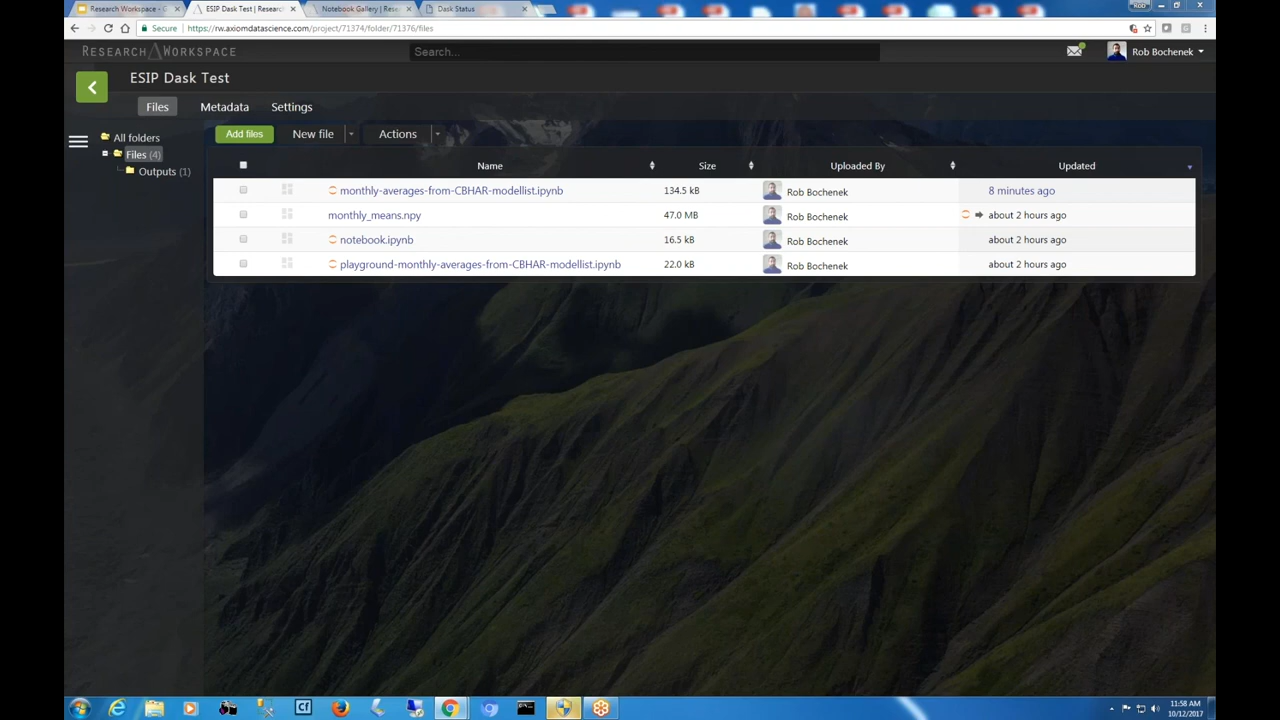 Research Workspace - G
ESIP Dask Test | Researc
Notebook Gallery | Rese
Dask Status
Rob
Secure
https://rw.axiomdatascience.com/project/71374/folder/71376/files
RESEARCH WORKSPACE
Search...
Rob Bochenek
ESIP Dask Test
Files
Metadata
Settings
All folders
Files (4)
Outputs (1)
Add files
New file
Actions
Name
Size
Uploaded By
Updated
monthly-averages-from-CBHAR-modellist.ipynb
134.5 kB
Rob Bochenek
8 minutes ago
monthly_means.npy
47.0 MB
Rob Bochenek
about 2 hours ago
notebook.ipynb
16.5 kB
Rob Bochenek
about 2 hours ago
playground-monthly-averages-from-CBHAR-modellist.ipynb
22.0 kB
Rob Bochenek
about 2 hours ago
Cf
11:58 AM
10/12/2017